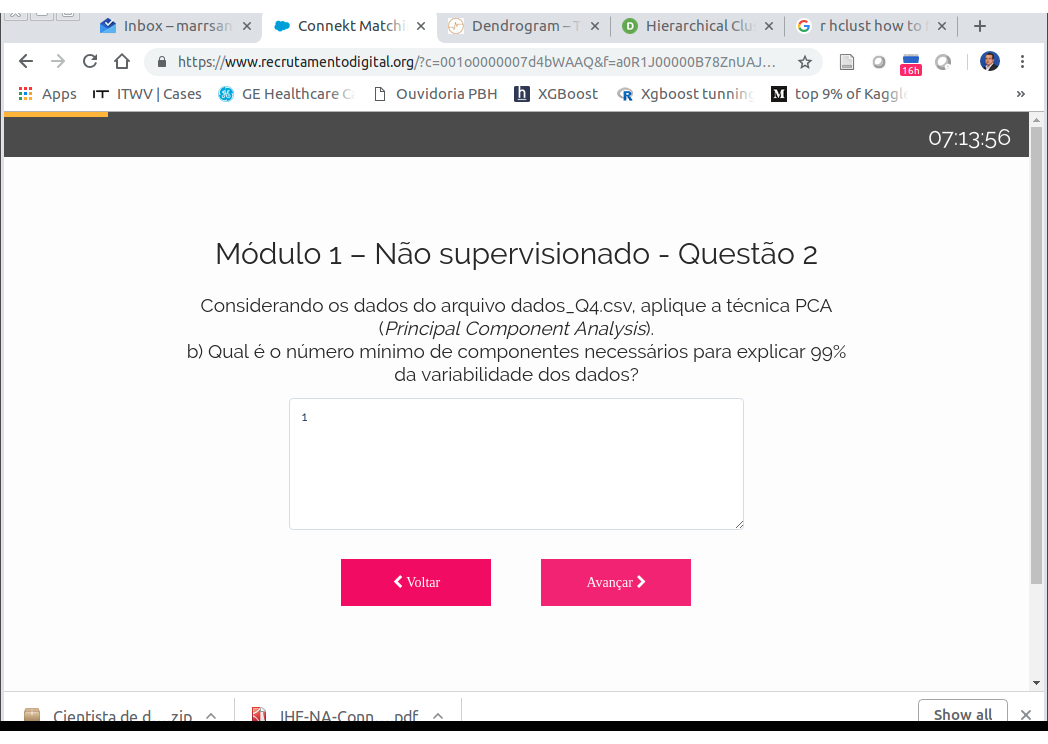 Inbox – marrsan
Connekt Matchi
Dendrogram – T
Hierarchical Clu
r hclust how to
https://www.recrutamentodigital.org/?c=001o0000007d4bWAAQ&f=a0R1J00000B78ZnUAJ...
16h
Apps
ITWV | Cases
GE Healthcare C
Ouvidoria PBH
XGBoost
Xgboost tunning
top 9% of Kaggle
»
07:13:56
Módulo 1 – Não supervisionado - Questão 2
Considerando os dados do arquivo dados_Q4.csv, aplique a técnica PCA
(Principal Component Analysis).
b) Qual é o número mínimo de componentes necessários para explicar 99%
da variabilidade dos dados?
1
Voltar
Avançar
Cientista de d....zip
IHF-NA-Conn....pdf
Show all